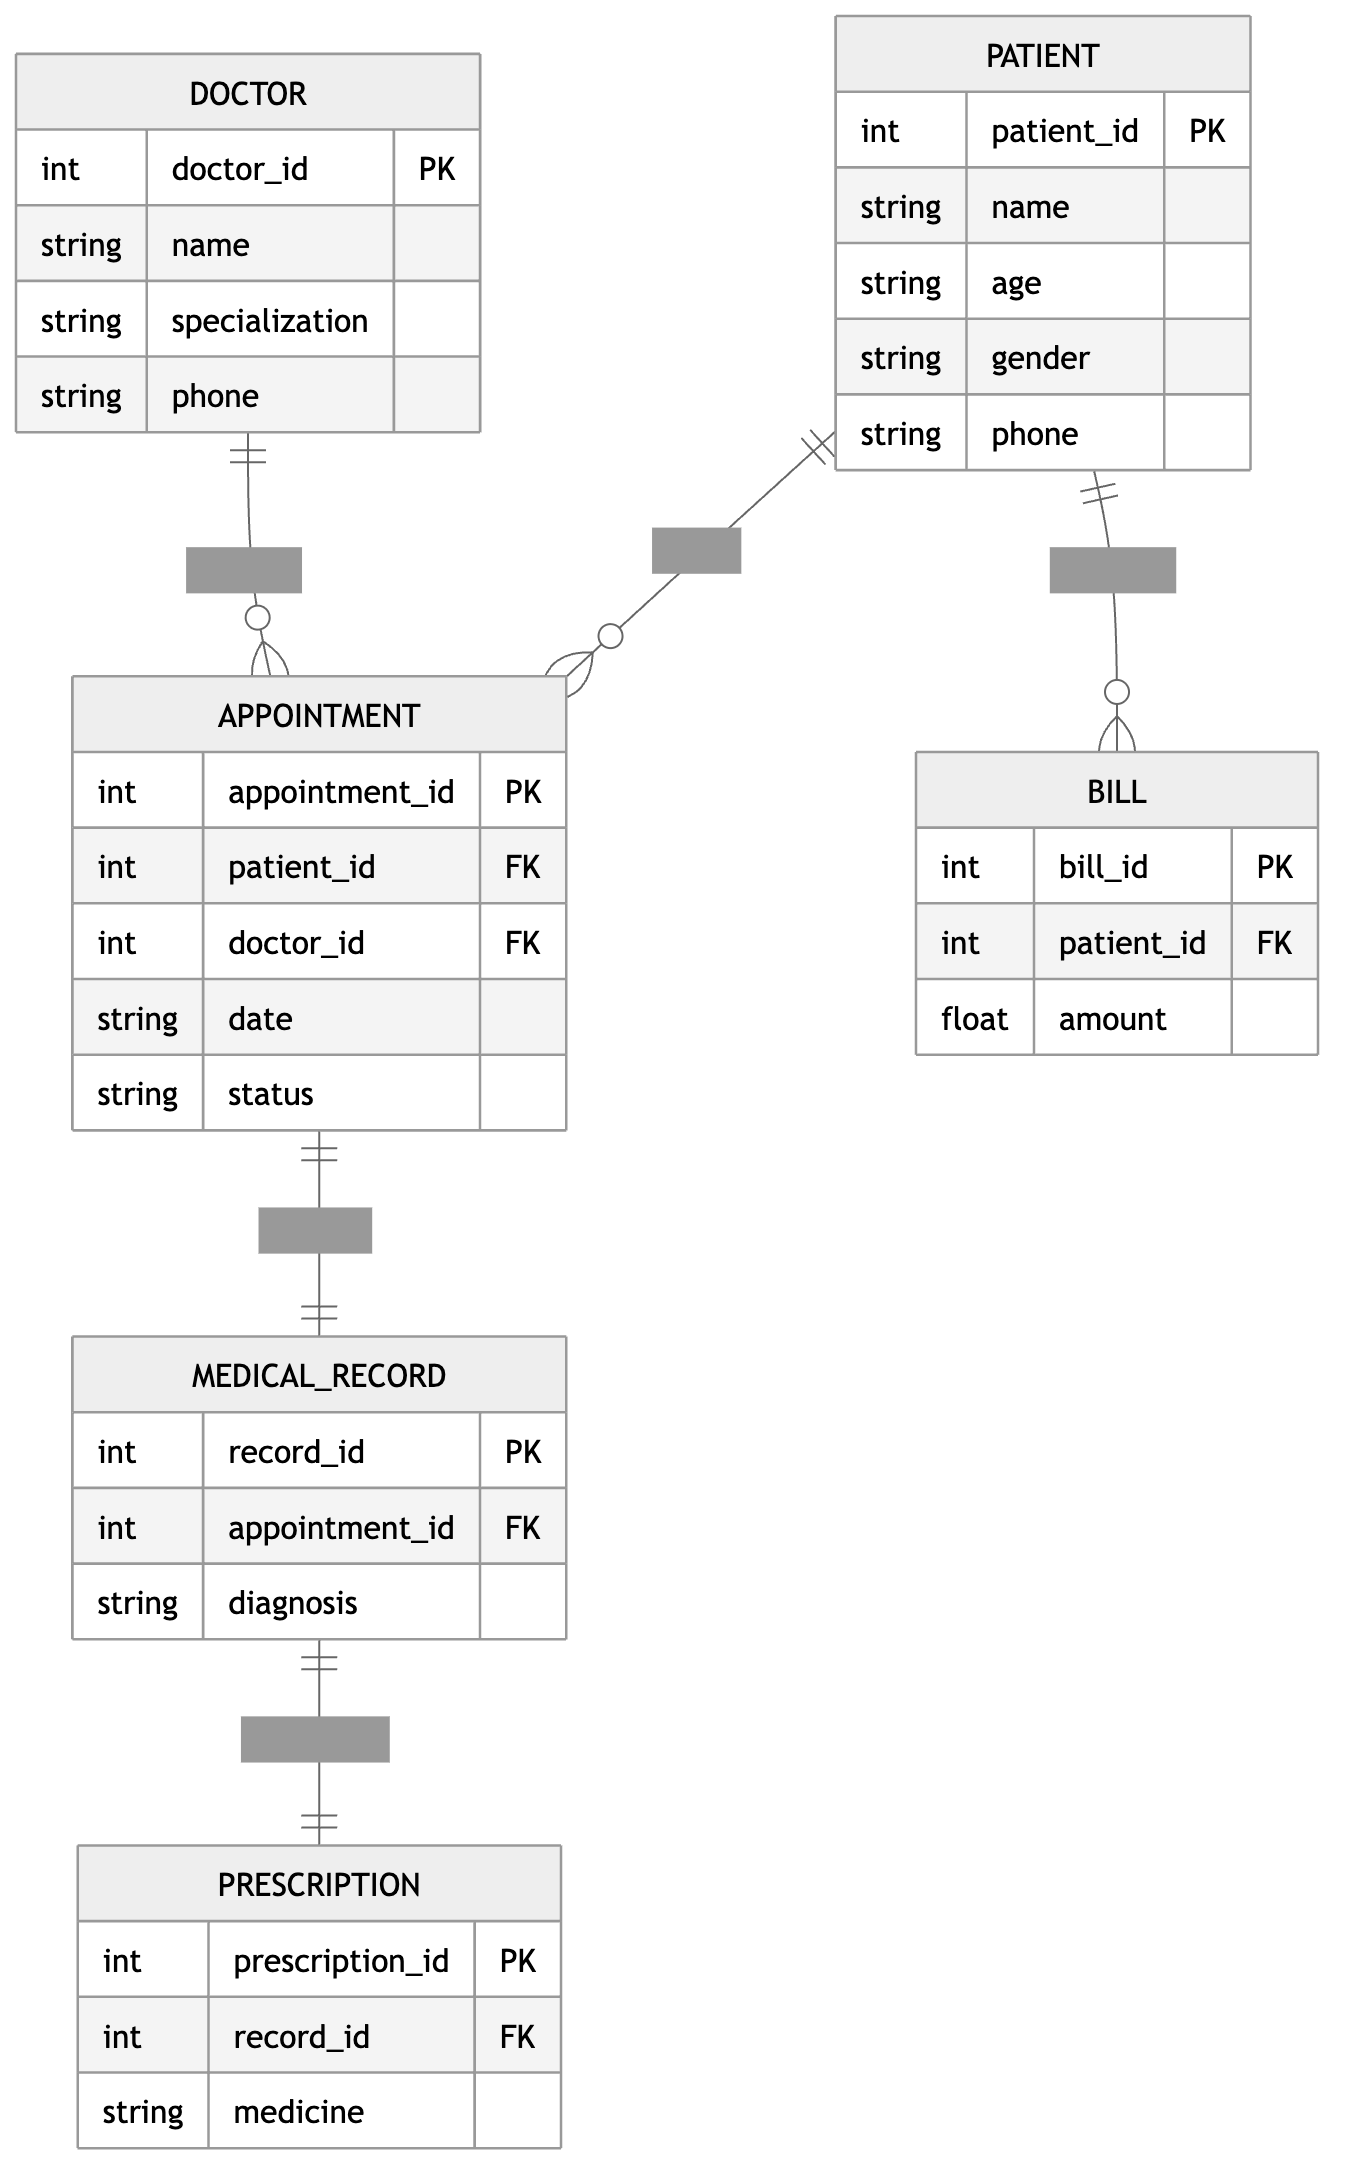 DOCTOR
int doctor_id PK
string name
string specialization
string phone
PATIENT
int patient_id PK
string name
string age
string gender
string phone
APPOINTMENT
int appointment_id PK
int patient_id FK
int doctor_id FK
string date
string status
BILL
int bill_id PK
int patient_id FK
float amount
MEDICAL_RECORD
int record_id PK
int appointment_id FK
string diagnosis
PRESCRIPTION
int prescription_id PK
int record_id FK
string medicine